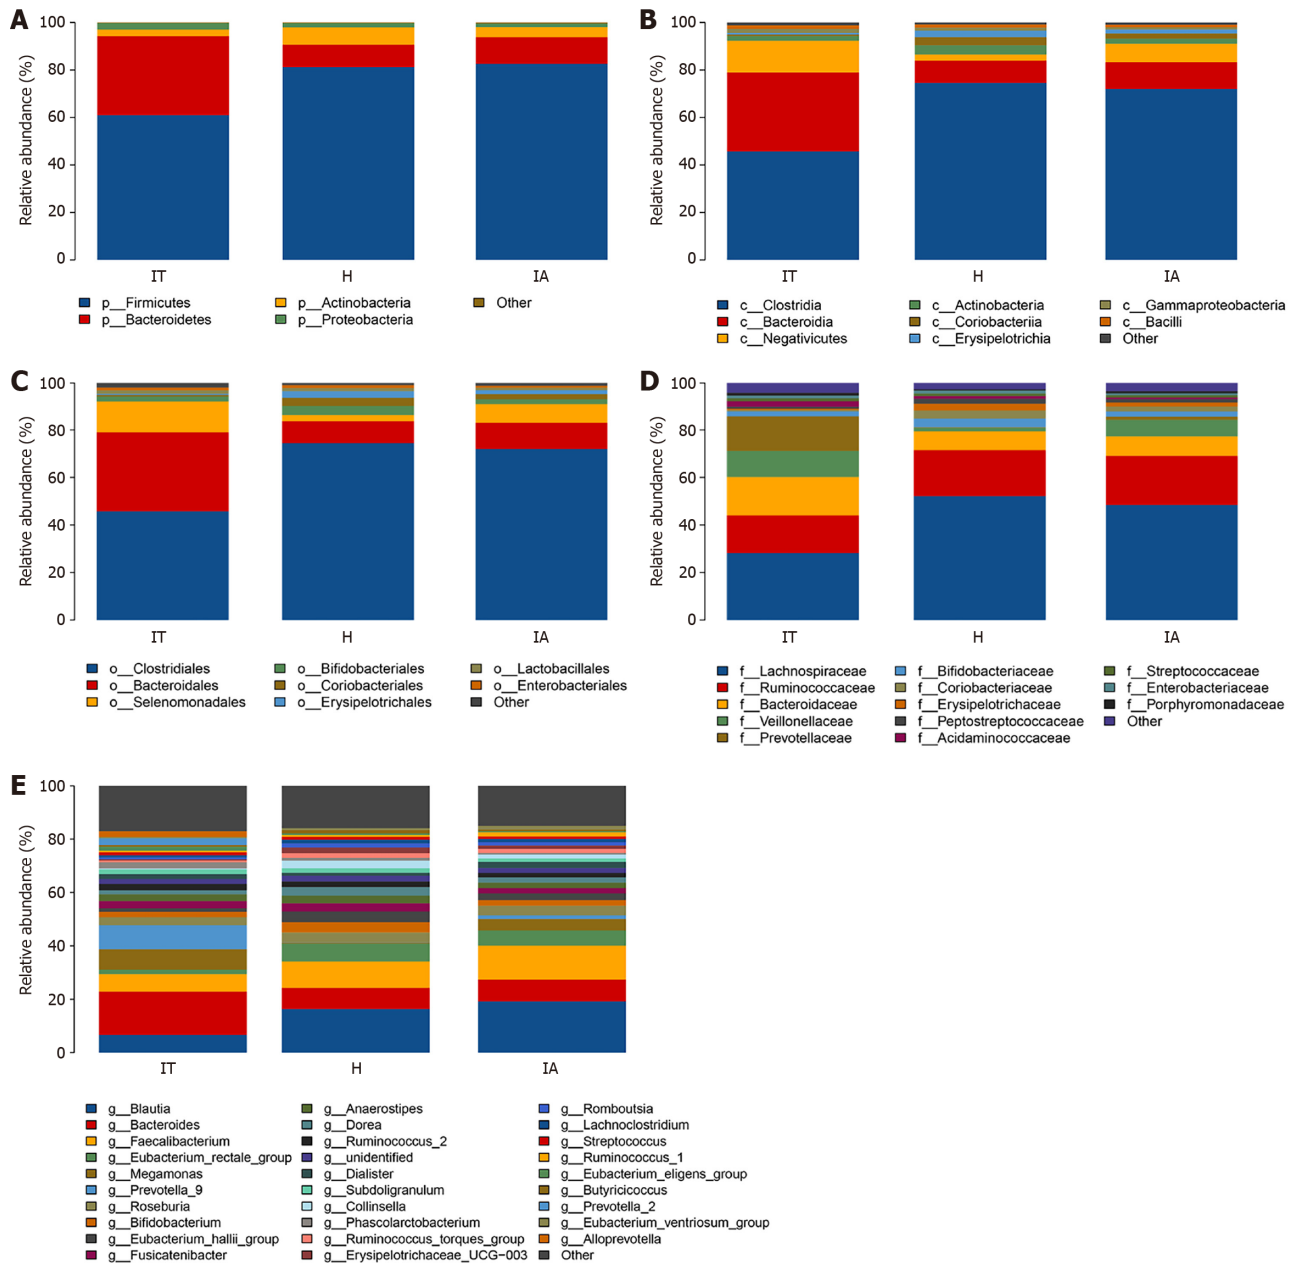 A
Relative abundance (%)
100
80
60
40
20
0
IT H IA
p__Firmicutes p__Actinobacteria Other
p__Bacteroidetes p__Proteobacteria
B
Relative abundance (%)
100
80
60
40
20
0
IT H IA
c__Clostridia c__Actinobacteria c__Gammaproteobacteria
c__Bacteroidia c__Coriobacteriia c__Bacilli
c__Negativicutes c__Erysipelotrichia Other
C
Relative abundance (%)
100
80
60
40
20
0
IT H IA
o__Clostridiales o__Bifidobacteriales o__Lactobacillales
o__Bacteroidales o__Coriobacteriales o__Enterobacteriales
o__Selenomonadales o__Erysipelotrichales Other
D
Relative abundance (%)
100
80
60
40
20
0
IT H IA
f__Lachnospiraceae f__Bifidobacteriaceae f__Streptococcaceae
f__Ruminococcaceae f__Coriobacteriaceae f__Enterobacteriaceae
f__Bacteroidaceae f__Erysipelotrichaceae f__Porphyromonadaceae
f__Veillonellaceae f__Peptostreptococcaceae Other
f__Prevotellaceae f__Acidaminococcaceae
E
Relative abundance (%)
100
80
60
40
20
0
IT H IA
g__Blautia g__Anaerostipes g__Romboutsia
g__Bacteroides g__Dorea g__Lachnoclostridium
g__Faecalibacterium g__Ruminococcus_2 g__Streptococcus
g__Eubacterium_rectale_group g__unidentified g__Ruminococcus_1
g__Megamonas g__Dialister g__Eubacterium_eligens_group
g__Prevotella_9 g__Subdoligranulum g__Butyricicoccus
g__Roseburia g__Collinsella g__Prevotella_2
g__Bifidobacterium g__Phascolarctobacterium g__Eubacterium_ventriosum_group
g__Eubacterium_hallii_group g__Ruminococcus_torques_group g__Alloprevotella
g__Fusicatenibacter g__Erysipelotrichaceae_UCG−003 Other